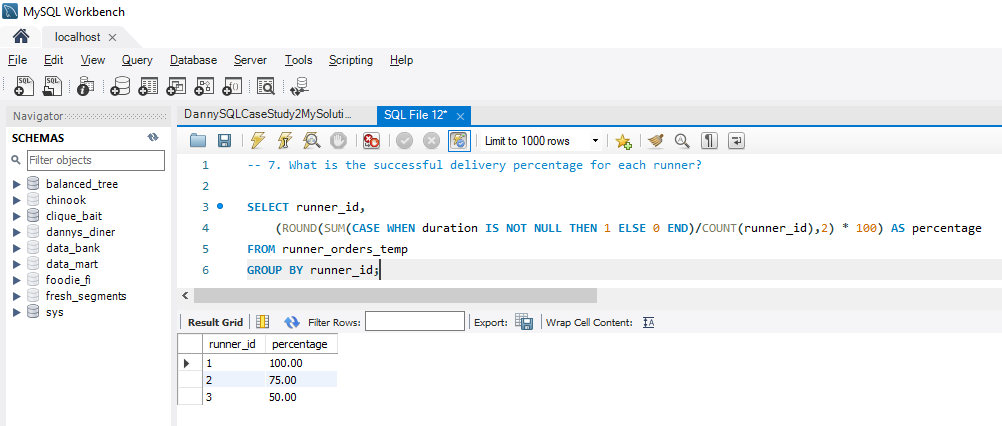 MySQL Workbench
localhost
File Edit View Query Database Server Tools Scripting Help
Navigator
SCHEMAS
Filter objects
balanced_tree
chinook
clique_bait
dannys_diner
data_bank
data_mart
foodie_fi
fresh_segments
sys
DannySQLCaseStudy2MySoluti... SQL File 12*
Limit to 1000 rows
1 -- 7. What is the successful delivery percentage for each runner?
2
3 SELECT runner_id,
4 (ROUND(SUM(CASE WHEN duration IS NOT NULL THEN 1 ELSE 0 END)/COUNT(runner_id),2) * 100) AS percentage
5 FROM runner_orders_temp
6 GROUP BY runner_id;
Result Grid Filter Rows: Export: Wrap Cell Content: IA
runner_id percentage
1 100.00
2 75.00
3 50.00